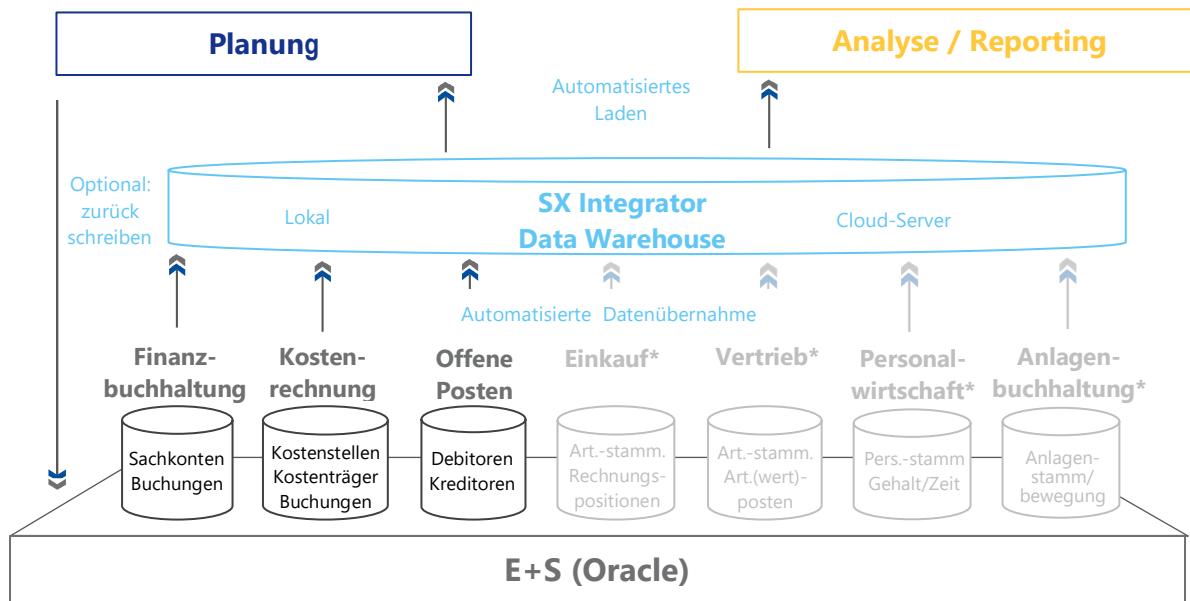 Planung
Analyse / Reporting
Automatisiertes
Laden
Optional:
zurück
schreiben
SX Integrator
Data Warehouse
Lokal
Cloud-Server
Automatisierte Datenübernahme
Finanz-
buchhaltung
Kosten-
rechnung
Offene
Posten
Einkauf*
Vertrieb*
Personal-
wirtschaft*
Anlagen-
buchhaltung*
Sachkonten
Buchungen
Kostenstellen
Kostenträger
Buchungen
Debitoren
Kreditoren
Art.-stamm.
Rechnungs-
positionen
Art.-stamm.
Art.(wert)-
posten
Pers.-stamm
Gehalt/Zeit
Anlagen-
stamm/
bewegung
E+S (Oracle)